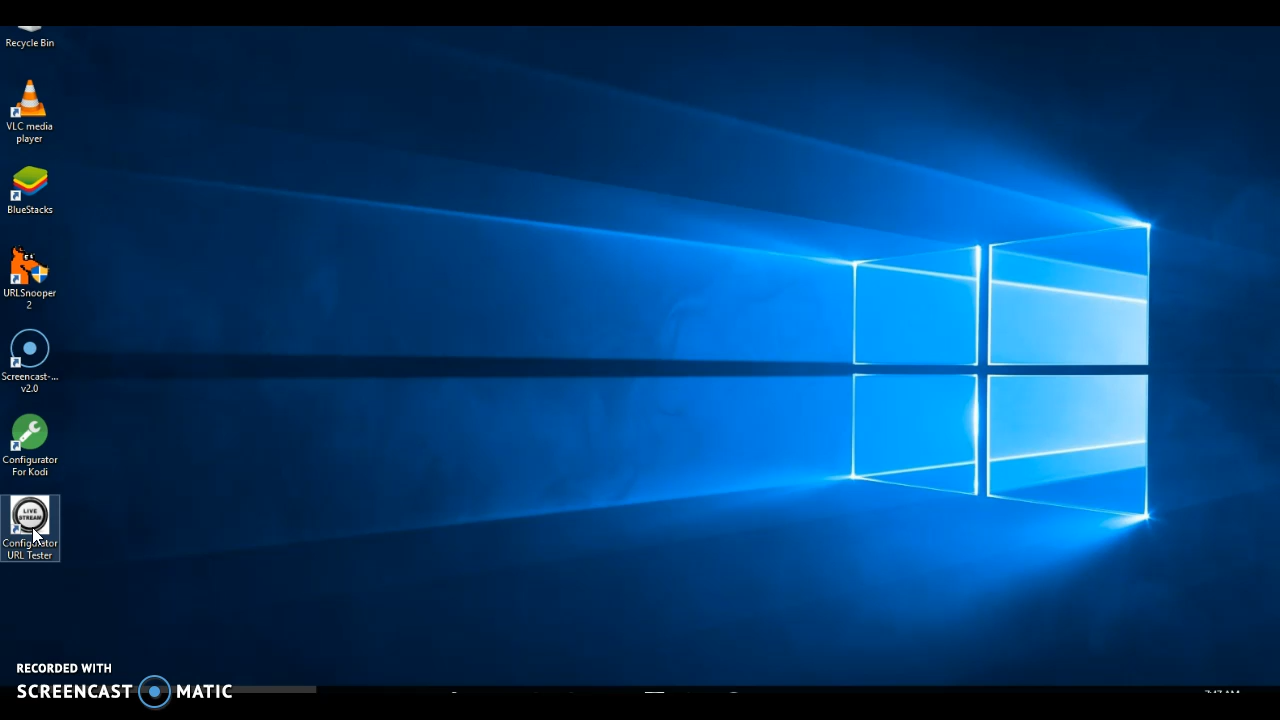 Recycle Bin
VLC media
player
BlueStacks
URLSnooper
2
Screencast-...
v2.0
Configurator
For Kodi
LIVE
STREAM
Configurator
URL Tester
RECORDED WITH
SCREENCAST MATIC